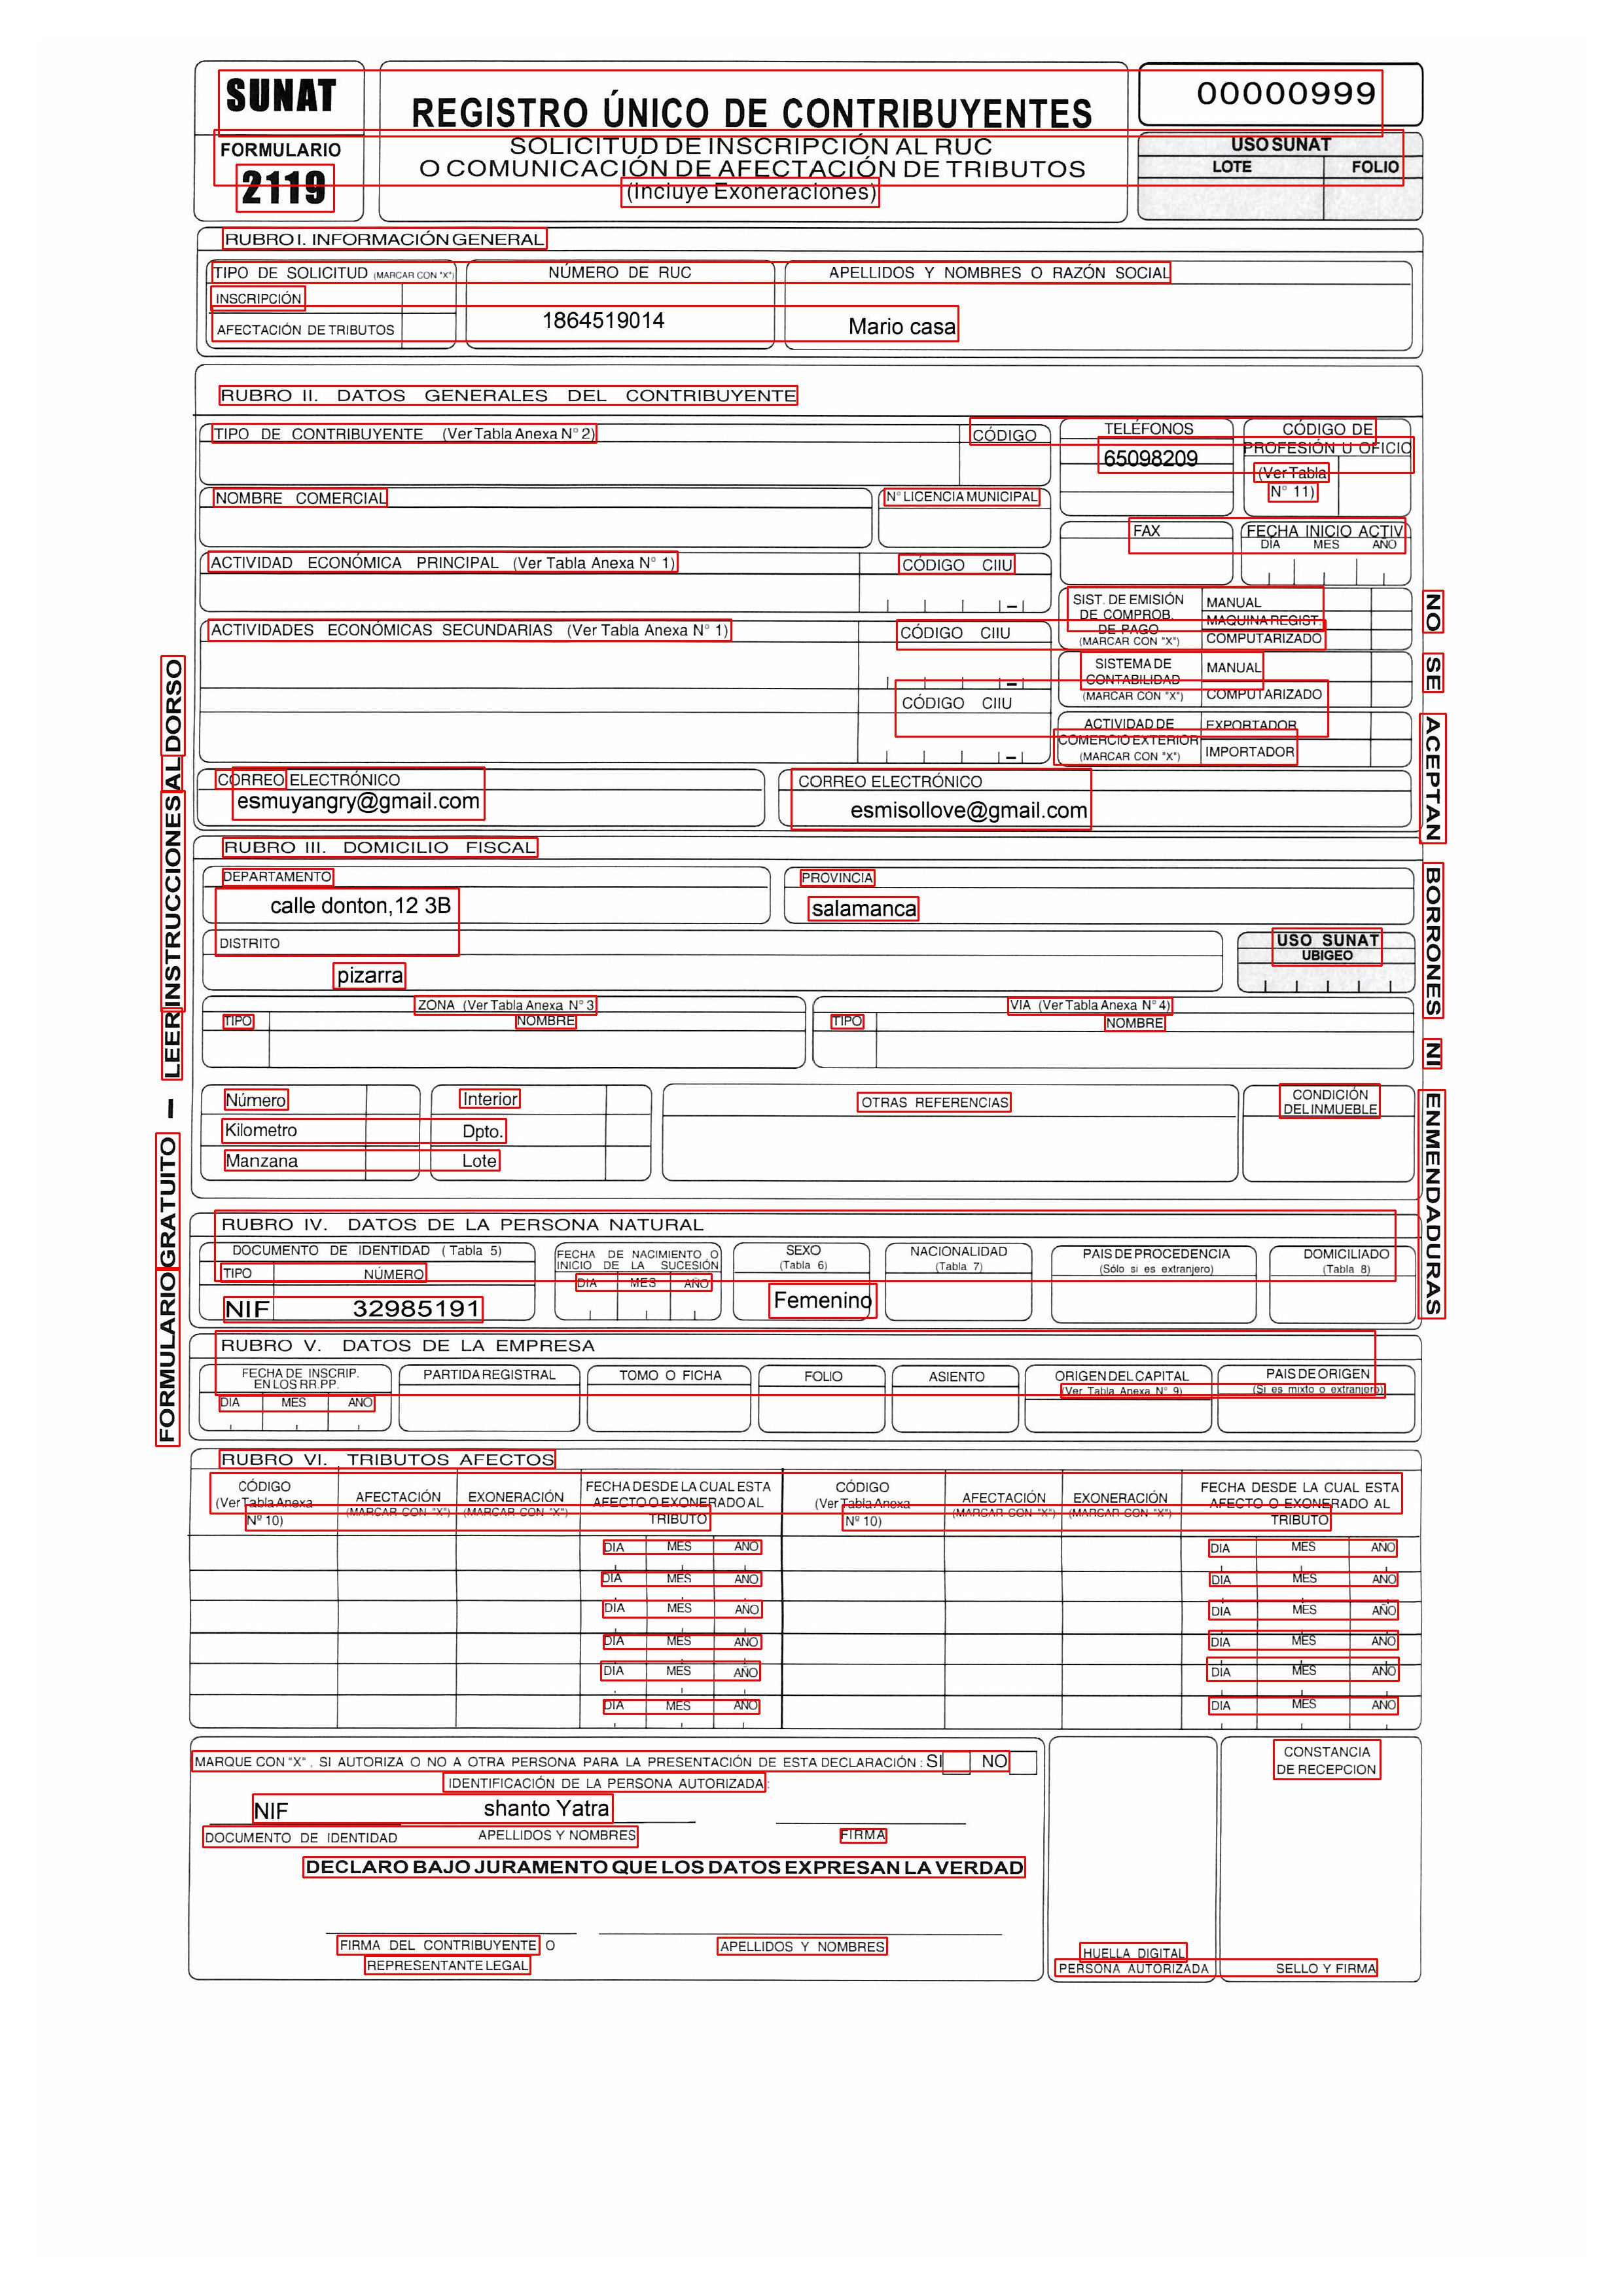 SUNAT
REGISTRO ÚNICO DE CONTRIBUYENTES
00000999
FORMULARIO
2119
SOLICITUD DE INSCRIPCIÓN AL RUC
O COMUNICACIÓN DE AFECTACIÓN DE TRIBUTOS
(Incluye Exoneraciones)
USO SUNAT
LOTE FOLIO
RUBRO I. INFORMACIÓN GENERAL
TIPO DE SOLICITUD (MARCAR CON "X") NÚMERO DE RUC APELLIDOS Y NOMBRES O RAZÓN SOCIAL
INSCRIPCIÓN
AFECTACIÓN DE TRIBUTOS 1864519014 Mario casa
RUBRO II. DATOS GENERALES DEL CONTRIBUYENTE
TIPO DE CONTRIBUYENTE (Ver Tabla Anexa N° 2) CÓDIGO
TELÉFONOS
65098209
CÓDIGO DE
PROFESIÓN U OFICIO
(Ver Tabla
N° 11)
NOMBRE COMERCIAL N° LICENCIA MUNICIPAL
FAX FECHA INICIO ACTIV
DIA MES AÑO
ACTIVIDAD ECONÓMICA PRINCIPAL (Ver Tabla Anexa N° 1) CÓDIGO CIIU
SIST. DE EMISIÓN
DE COMPROB.
DE PAGO
(MARCAR CON "X")
MANUAL
MAQUINA REGIST.
COMPUTARIZADO
ACTIVIDADES ECONÓMICAS SECUNDARIAS (Ver Tabla Anexa N° 1) CÓDIGO CIIU
SISTEMA DE
CONTABILIDAD
(MARCAR CON "X")
MANUAL
COMPUTARIZADO
CÓDIGO CIIU
ACTIVIDAD DE
COMERCIO EXTERIOR
(MARCAR CON "X")
EXPORTADOR
IMPORTADOR
CORREO ELECTRÓNICO
esmuyangry@gmail.com
CORREO ELECTRÓNICO
esmisollove@gmail.com
RUBRO III. DOMICILIO FISCAL
DEPARTAMENTO PROVINCIA
calle donton,12 3B salamanca
DISTRITO
pizarra
USO SUNAT
UBIGEO
ZONA (Ver Tabla Anexa N° 3 VIA (Ver Tabla Anexa N° 4)
TIPO NOMBRE TIPO NOMBRE
Número Interior OTRAS REFERENCIAS
CONDICIÓN
DEL INMUEBLE
Kilometro Dpto.
Manzana Lote
RUBRO IV. DATOS DE LA PERSONA NATURAL
DOCUMENTO DE IDENTIDAD ( Tabla 5)
TIPO NÚMERO
NIF 32985191
FECHA DE NACIMIENTO O
INICIO DE LA SUCESIÓN
DIA MES AÑO
SEXO
(Tabla 6)
Femenino
NACIONALIDAD
(Tabla 7)
PAIS DE PROCEDENCIA
(Sólo si es extranjero)
DOMICILIADO
(Tabla 8)
RUBRO V. DATOS DE LA EMPRESA
FECHA DE INSCRIP.
EN LOS RR.PP.
DIA MES AÑO
PARTIDA REGISTRAL TOMO O FICHA FOLIO ASIENTO
ORIGEN DEL CAPITAL
(Ver Tabla Anexa N° 9)
PAIS DE ORIGEN
(Si es mixto o extranjero)
RUBRO VI. TRIBUTOS AFECTOS
CÓDIGO
(Ver Tabla Anexa
Nº 10)
AFECTACIÓN
(MARCAR CON "X")
EXONERACIÓN
(MARCAR CON "X")
FECHA DESDE LA CUAL ESTA
AFECTO O EXONERADO AL
TRIBUTO
CÓDIGO
(Ver Tabla Anexa
Nº 10)
AFECTACIÓN
(MARCAR CON "X")
EXONERACIÓN
(MARCAR CON "X")
FECHA DESDE LA CUAL ESTA
AFECTO O EXONERADO AL
TRIBUTO
DIA MES AÑO DIA MES AÑO
DIA MES AÑO DIA MES AÑO
DIA MES AÑO DIA MES AÑO
DIA MES AÑO DIA MES AÑO
DIA MES AÑO DIA MES AÑO
DIA MES AÑO DIA MES AÑO
MARQUE CON "X". SI AUTORIZA O NO A OTRA PERSONA PARA LA PRESENTACIÓN DE ESTA DECLARACIÓN : SI NO
IDENTIFICACIÓN DE LA PERSONA AUTORIZADA:
NIF shanto Yatra
DOCUMENTO DE IDENTIDAD APELLIDOS Y NOMBRES FIRMA
DECLARO BAJO JURAMENTO QUE LOS DATOS EXPRESAN LA VERDAD
FIRMA DEL CONTRIBUYENTE O
REPRESENTANTE LEGAL
APELLIDOS Y NOMBRES
HUELLA DIGITAL
PERSONA AUTORIZADA
CONSTANCIA
DE RECEPCION
SELLO Y FIRMA
FORMULARIO GRATUITO – LEER INSTRUCCIONES AL DORSO
NO SE ACEPTAN BORRONES NI ENMENDADURAS